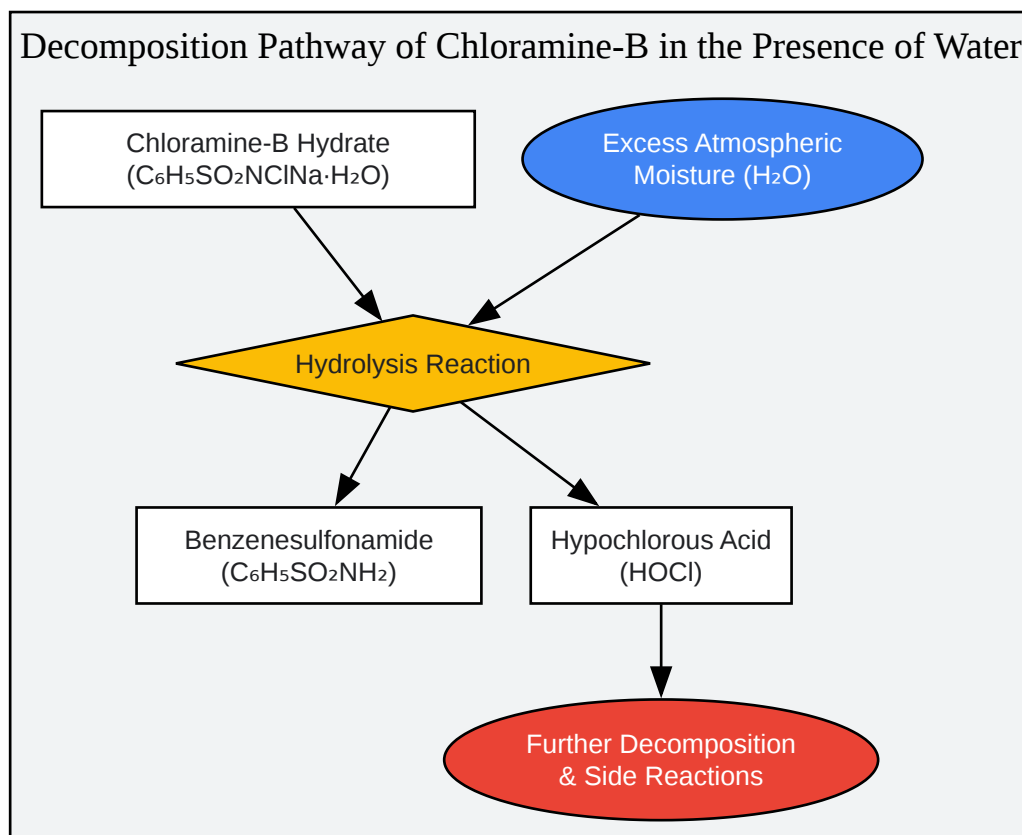 Decomposition Pathway of Chloramine-B in the Presence of Water
Chloramine-B Hydrate
(C₆H₅SO₂NClNa·H₂O)
Excess Atmospheric
Moisture (H₂O)
Hydrolysis Reaction
Benzenesulfonamide
(C₆H₅SO₂NH₂)
Hypochlorous Acid
(HOCl)
Further Decomposition
& Side Reactions